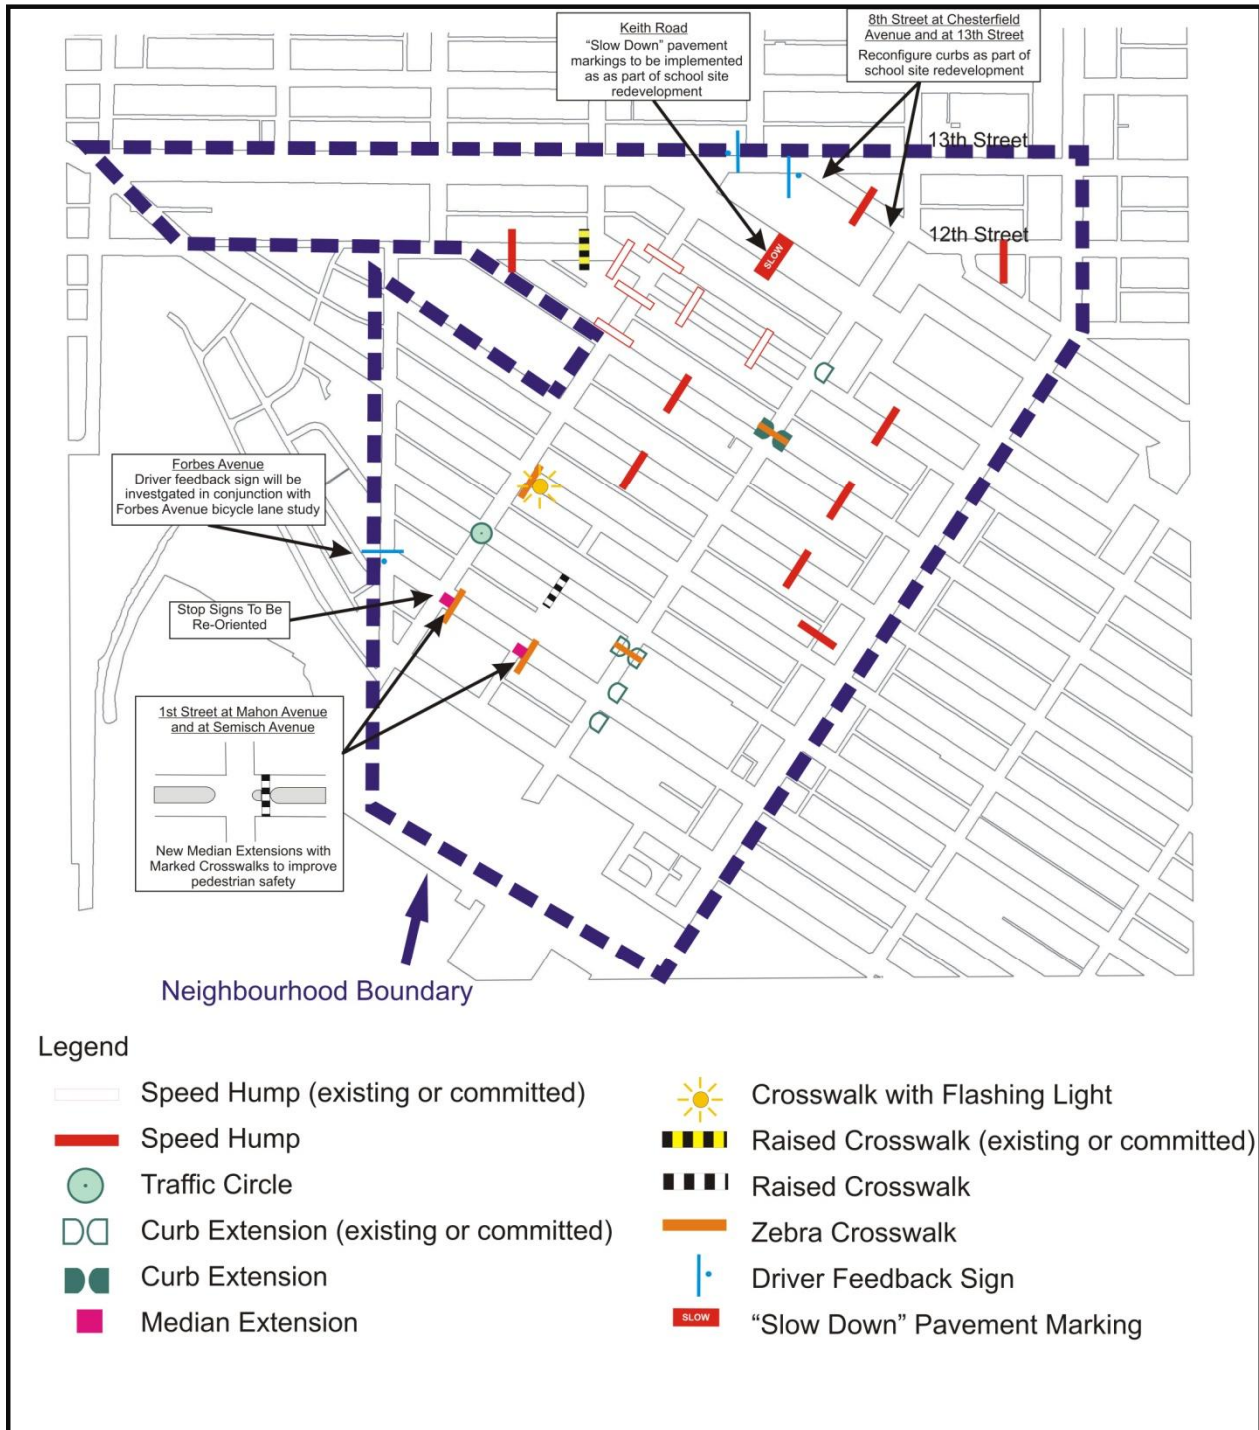 Keith Road
“Slow Down” pavement
markings to be implemented
as as part of school site
redevelopment
8th Street at Chesterfield
Avenue and at 13th Street
Reconfigure curbs as part of
school site redevelopment
13th Street
12th Street
SLOW
Forbes Avenue
Driver feedback sign will be
investgated in conjunction with
Forbes Avenue bicycle lane study
Stop Signs To Be
Re-Oriented
1st Street at Mahon Avenue
and at Semisch Avenue
New Median Extensions with
Marked Crosswalks to improve
pedestrian safety
Neighbourhood Boundary
Legend
Speed Hump (existing or committed)
Speed Hump
Traffic Circle
Curb Extension (existing or committed)
Curb Extension
Median Extension
Crosswalk with Flashing Light
Raised Crosswalk (existing or committed)
Raised Crosswalk
Zebra Crosswalk
Driver Feedback Sign
SLOW
“Slow Down” Pavement Marking